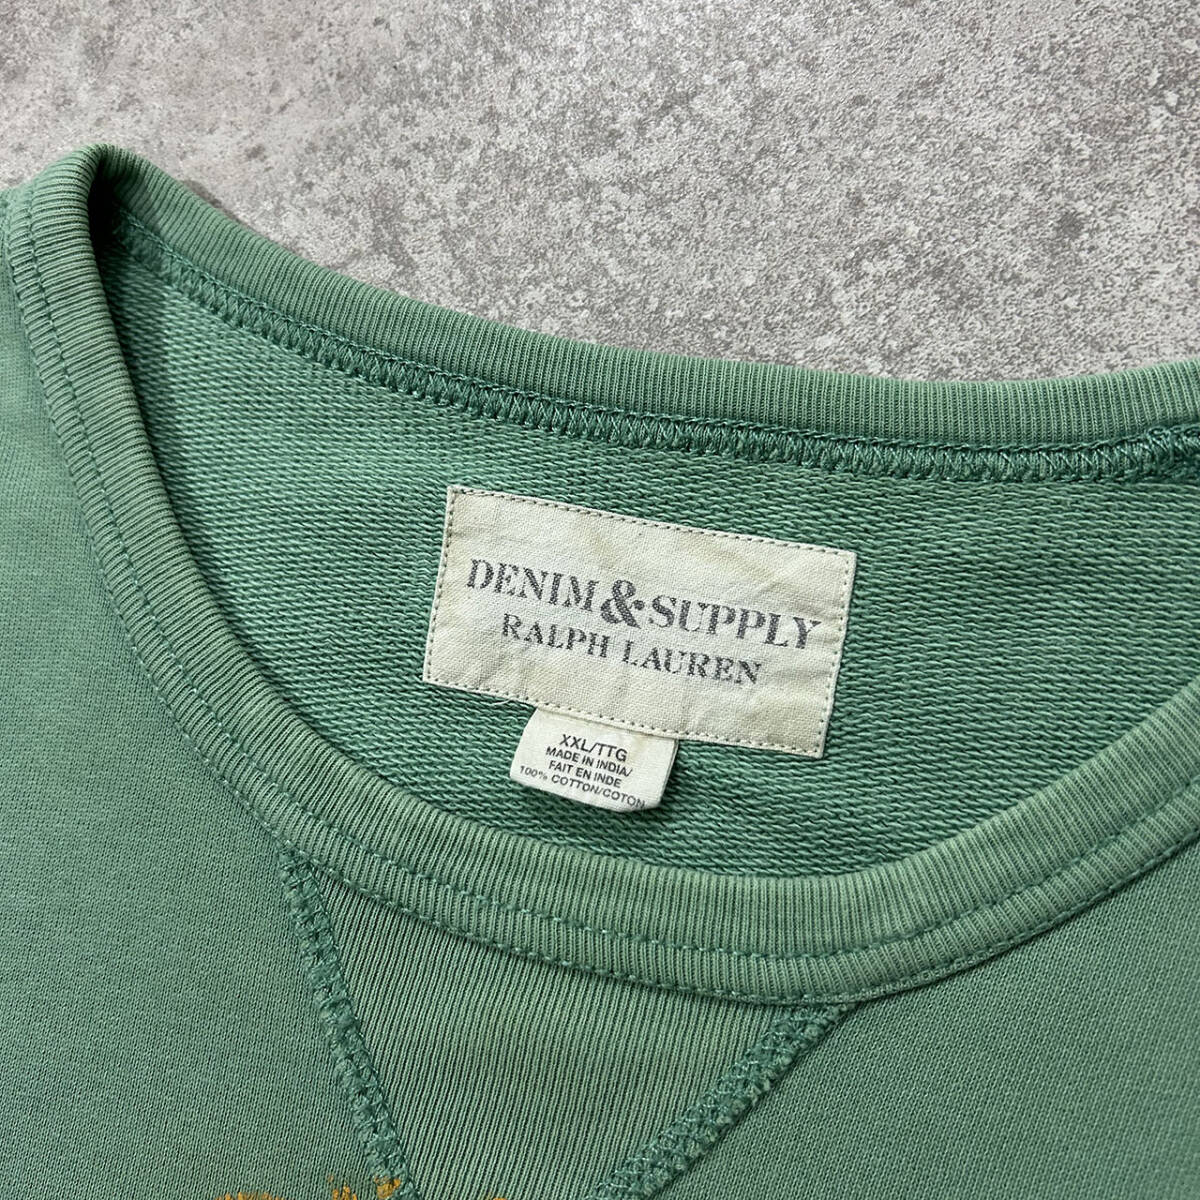 DENIM & SUPPLY
RALPH LAUREN
XXL/TTG
MADE IN INDIA/
FAIT EN INDE
100% COTTON/COTON